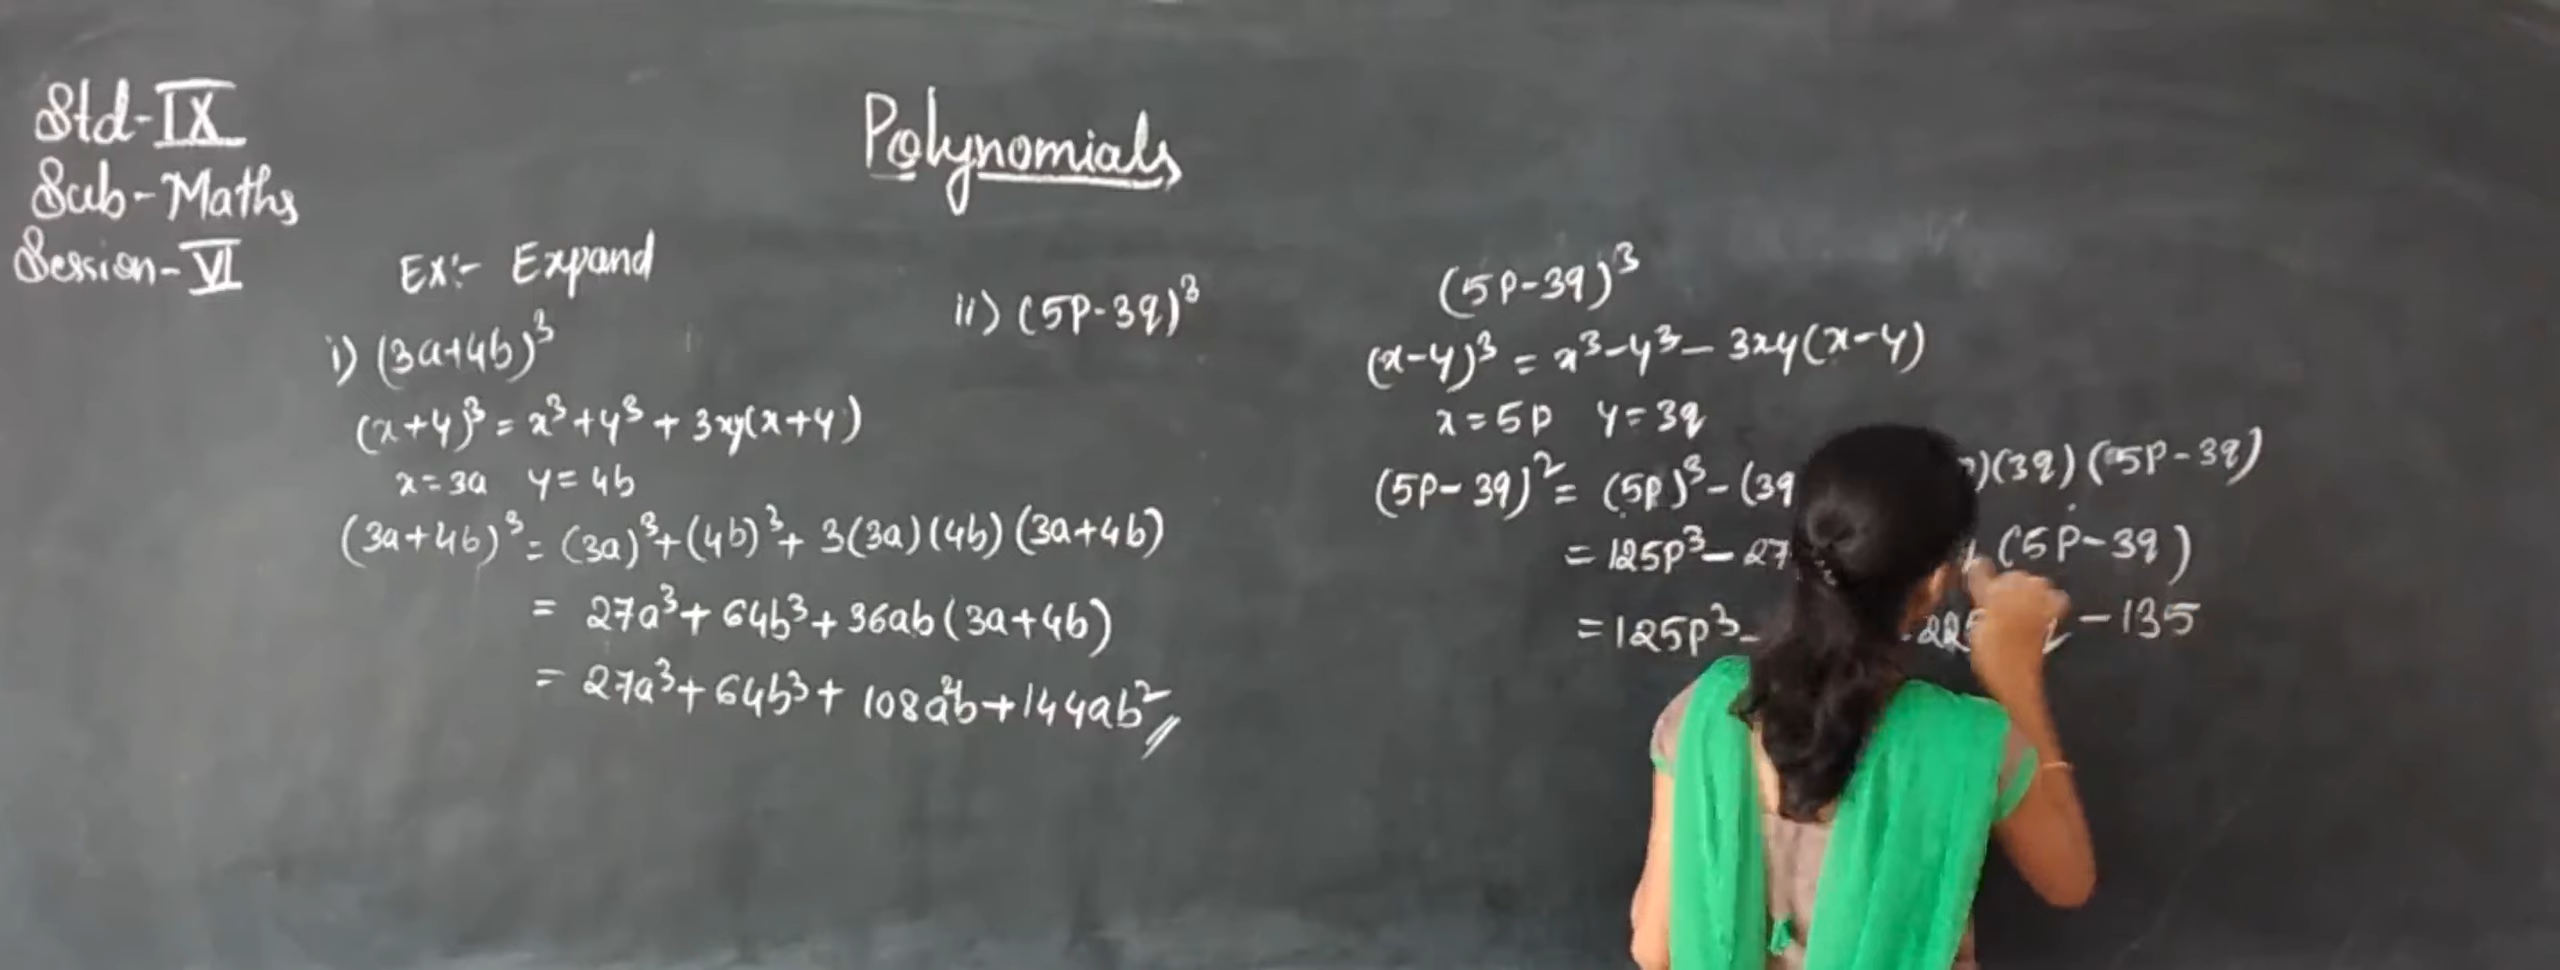 Std-IX
Sub-Maths
Session-VI
Polynomials
Ex:- Expand
i) (3a+4b)³
(x+y)³ = x³+y³ + 3xy(x+y)
x=3a y=4b
(3a+4b)³ = (3a)³+(4b)³+ 3(3a)(4b)(3a+4b)
= 27a³+ 64b³+ 36ab(3a+4b)
= 27a³+ 64b³+ 108a²b+144ab²
ii) (5p-3q)³
(5p-3q)³
(x-y)³ = x³-y³- 3xy(x-y)
x=5p y=3q
(5p-3q)² = (5p)³-(3q )(3q)(5p-3q)
= 125p³- 27 (5p-3q)
= 125p³- -135